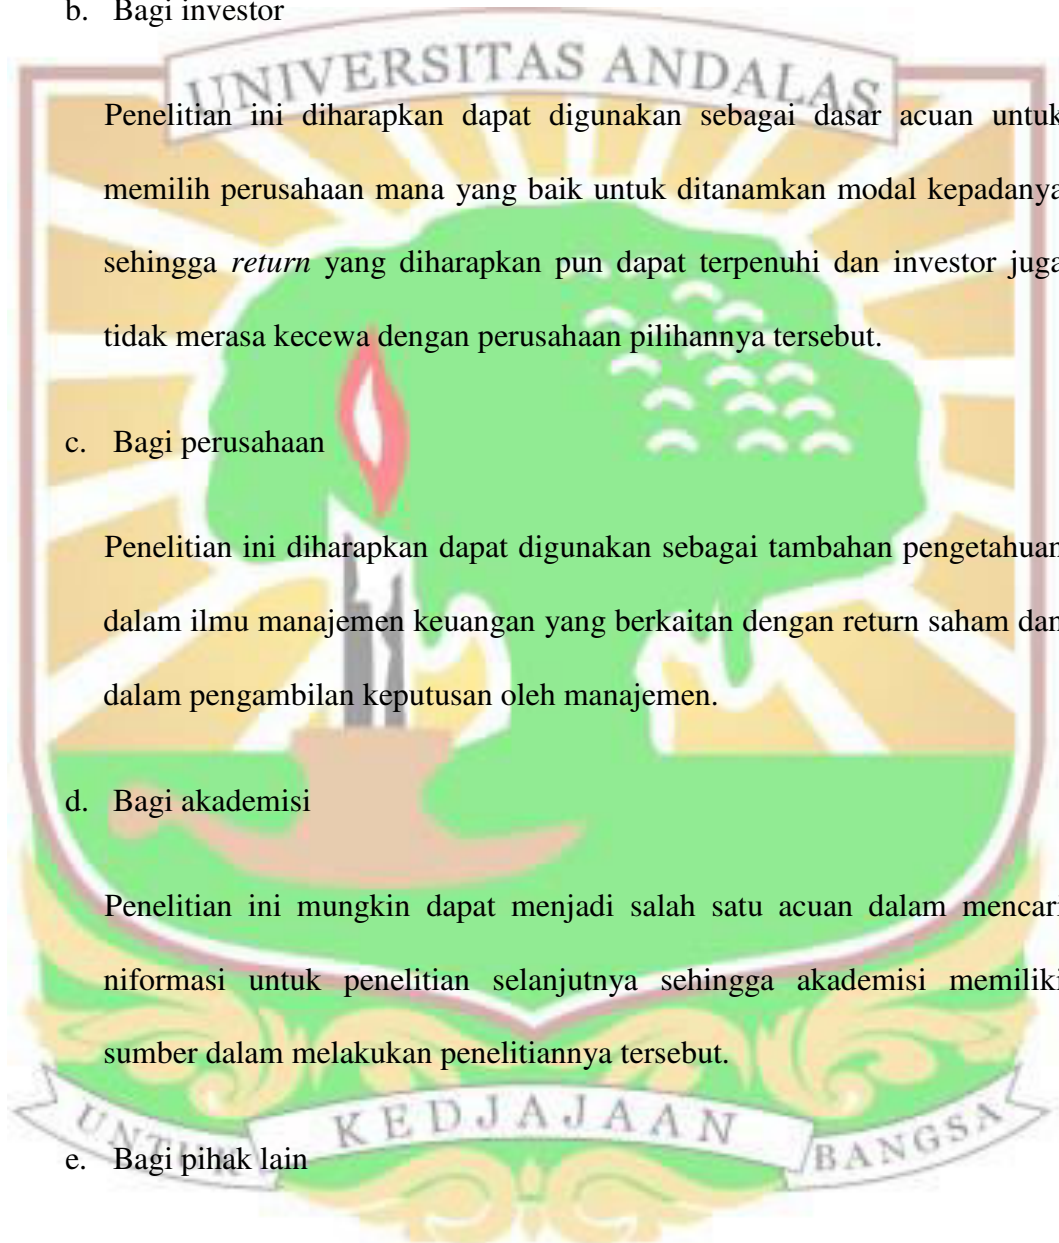 b. Bagi investor
UNIVERSITAS ANDALAS
Penelitian ini diharapkan dapat digunakan sebagai dasar acuan untuk
memilih perusahaan mana yang baik untuk ditanamkan modal kepadanya
sehingga return yang diharapkan pun dapat terpenuhi dan investor juga
tidak merasa kecewa dengan perusahaan pilihannya tersebut.
c. Bagi perusahaan
Penelitian ini diharapkan dapat digunakan sebagai tambahan pengetahuan
dalam ilmu manajemen keuangan yang berkaitan dengan return saham dan
dalam pengambilan keputusan oleh manajemen.
d. Bagi akademisi
Penelitian ini mungkin dapat menjadi salah satu acuan dalam mencari
niformasi untuk penelitian selanjutnya sehingga akademisi memiliki
sumber dalam melakukan penelitiannya tersebut.
UNTUK KEDJAJAAN BANGSA
e. Bagi pihak lain